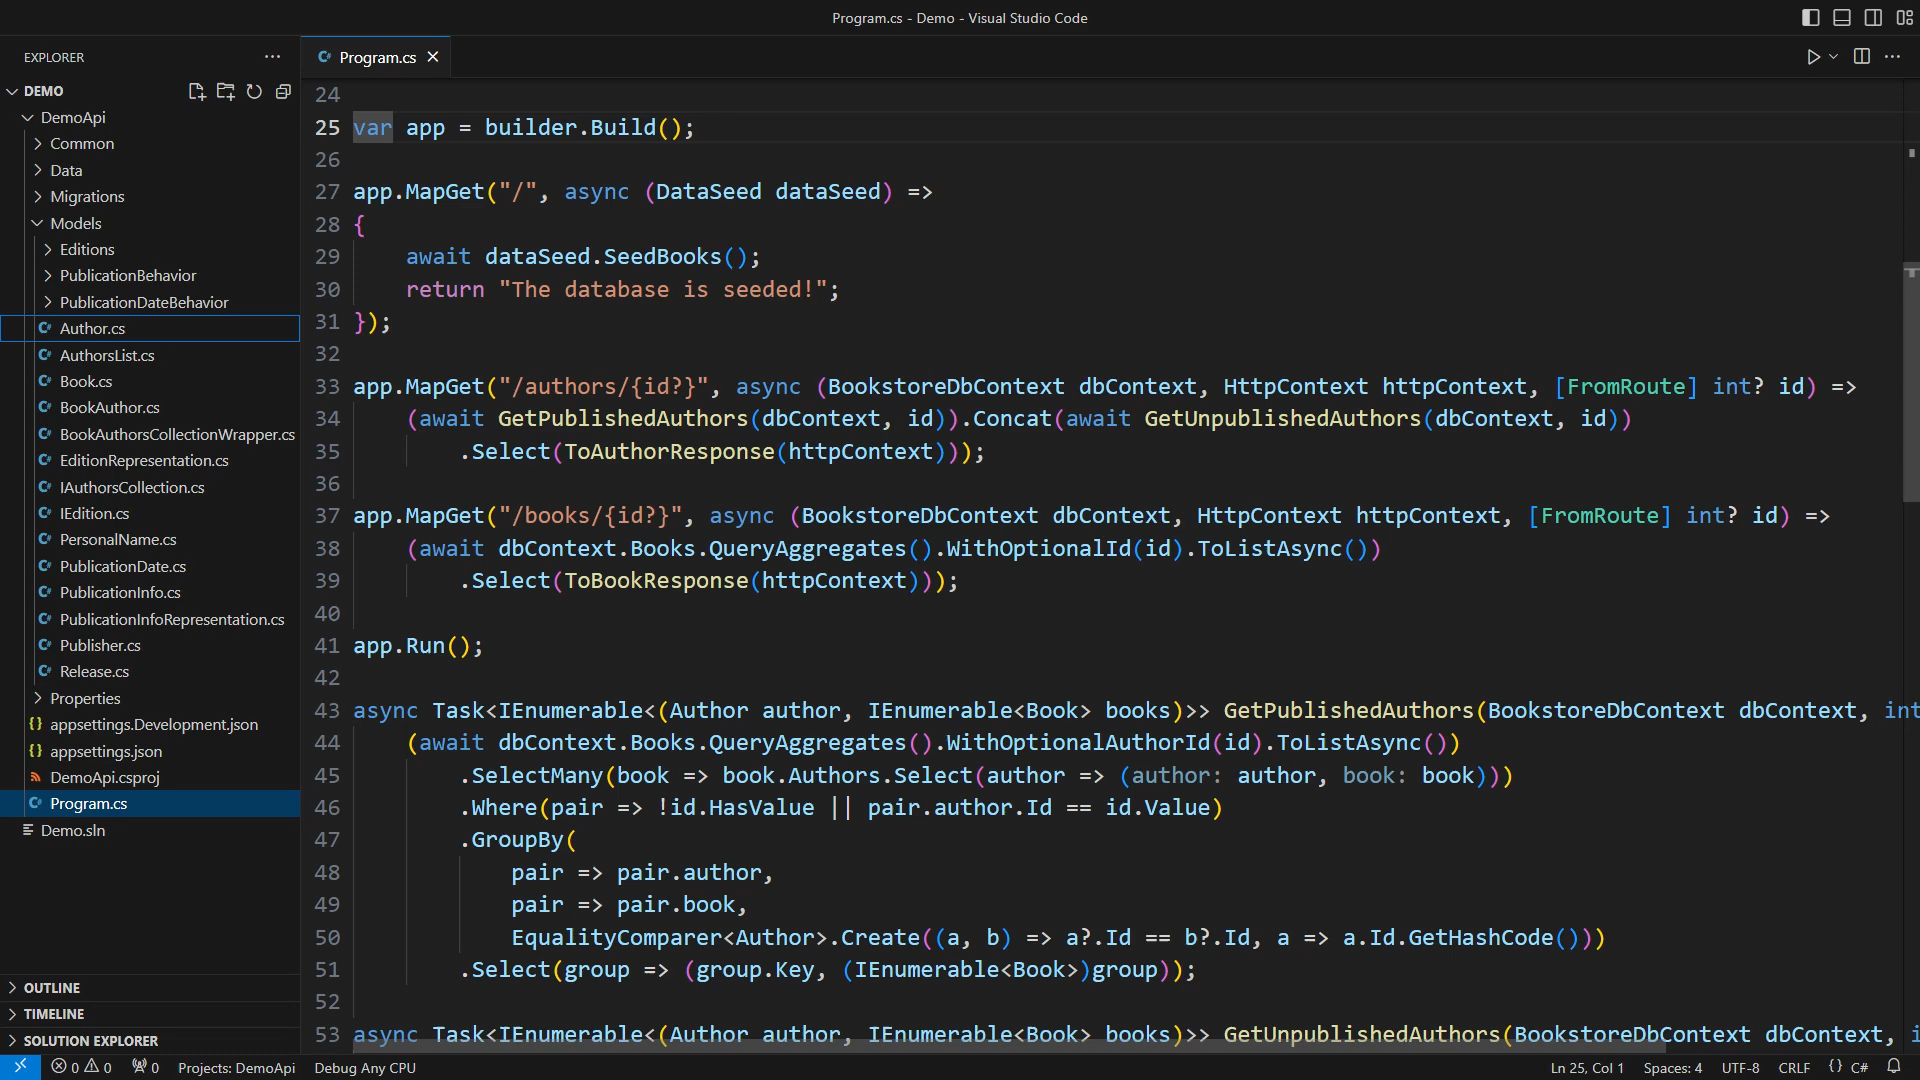 Program.cs - Demo - Visual Studio Code
EXPLORER
DEMO
DemoApi
Common
Data
Migrations
Models
Editions
PublicationBehavior
PublicationDateBehavior
C# Author.cs
C# AuthorsList.cs
C# Book.cs
C# BookAuthor.cs
C# BookAuthorsCollectionWrapper.cs
C# EditionRepresentation.cs
C# IAuthorsCollection.cs
C# IEdition.cs
C# PersonalName.cs
C# PublicationDate.cs
C# PublicationInfo.cs
C# PublicationInfoRepresentation.cs
C# Publisher.cs
C# Release.cs
Properties
{} appsettings.Development.json
{} appsettings.json
DemoApi.csproj
C# Program.cs
Demo.sln
OUTLINE
TIMELINE
SOLUTION EXPLORER
C# Program.cs
24
25 var app = builder.Build();
26
27 app.MapGet("/", async (DataSeed dataSeed) =>
28 {
29     await dataSeed.SeedBooks();
30     return "The database is seeded!";
31 });
32
33 app.MapGet("/authors/{id?}", async (BookstoreDbContext dbContext, HttpContext httpContext, [FromRoute] int? id) =>
34     (await GetPublishedAuthors(dbContext, id)).Concat(await GetUnpublishedAuthors(dbContext, id))
35         .Select(ToAuthorResponse(httpContext)));
36
37 app.MapGet("/books/{id?}", async (BookstoreDbContext dbContext, HttpContext httpContext, [FromRoute] int? id) =>
38     (await dbContext.Books.QueryAggregates().WithOptionalId(id).ToListAsync())
39         .Select(ToBookResponse(httpContext)));
40
41 app.Run();
42
43 async Task<IEnumerable<(Author author, IEnumerable<Book> books)>> GetPublishedAuthors(BookstoreDbContext dbContext, int
44     (await dbContext.Books.QueryAggregates().WithOptionalAuthorId(id).ToListAsync())
45         .SelectMany(book => book.Authors.Select(author => (author: author, book: book)))
46         .Where(pair => !id.HasValue || pair.author.Id == id.Value)
47         .GroupBy(
48             pair => pair.author,
49             pair => pair.book,
50             EqualityComparer<Author>.Create((a, b) => a?.Id == b?.Id, a => a.Id.GetHashCode()))
51         .Select(group => (group.Key, (IEnumerable<Book>)group));
52
53 async Task<IEnumerable<(Author author, IEnumerable<Book> books)>> GetUnpublishedAuthors(BookstoreDbContext dbContext, i
0 0 0 Projects: DemoApi Debug Any CPU Ln 25, Col 1 Spaces: 4 UTF-8 CRLF {} C#